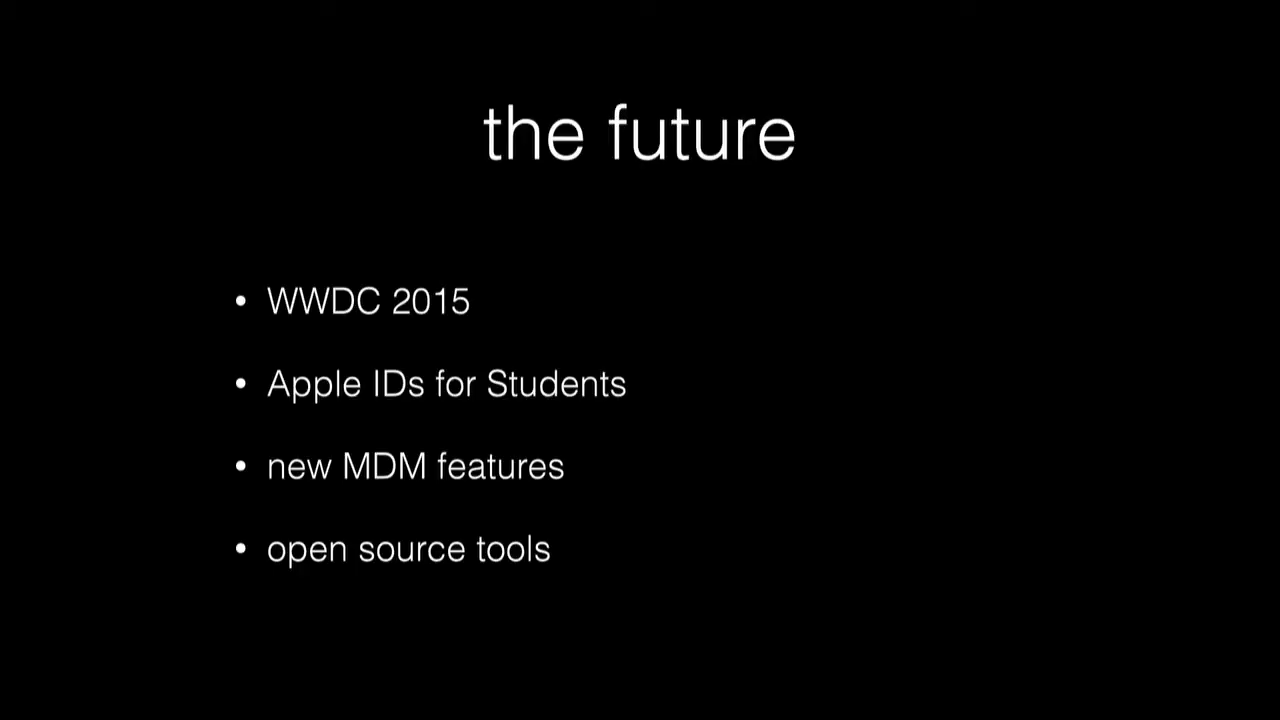 the future
• WWDC 2015
• Apple IDs for Students
• new MDM features
• open source tools